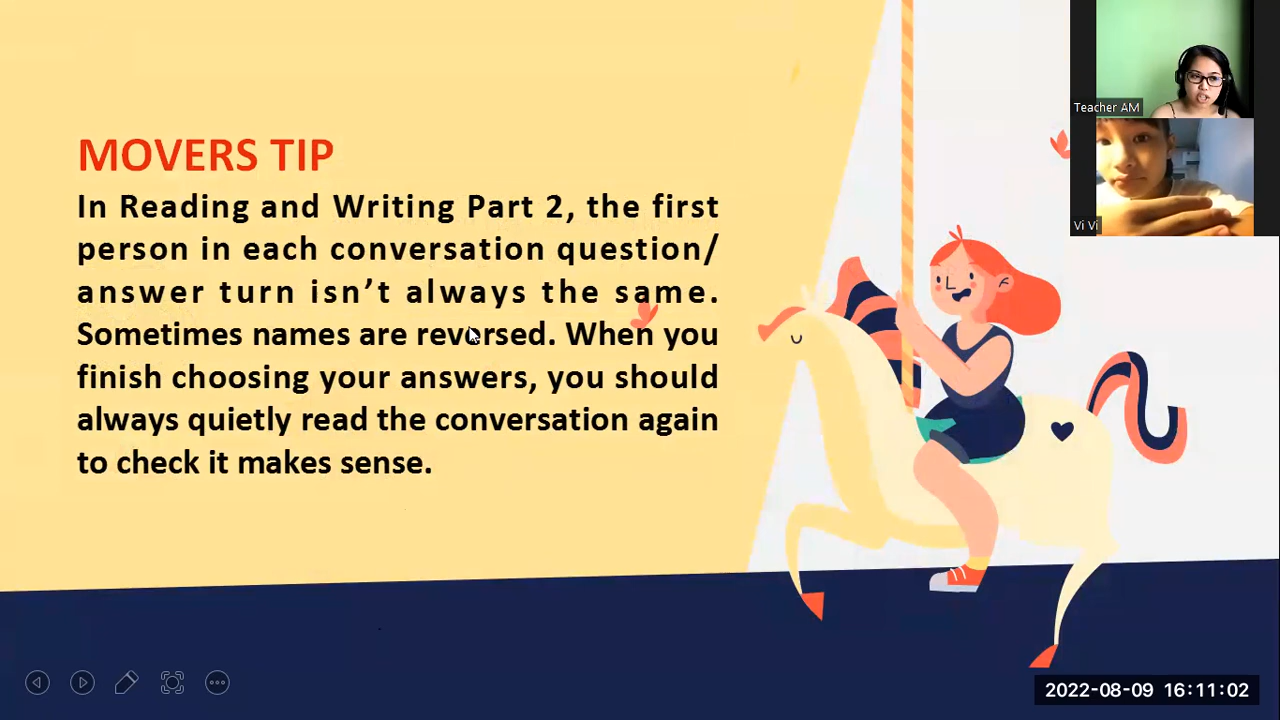 MOVERS TIP
In Reading and Writing Part 2, the first
person in each conversation question/
answer turn isn't always the same.
Sometimes names are reversed. When you
finish choosing your answers, you should
always quietly read the conversation again
to check it makes sense.
Teacher AM
Vi Vi
2022-08-09 16:11:02